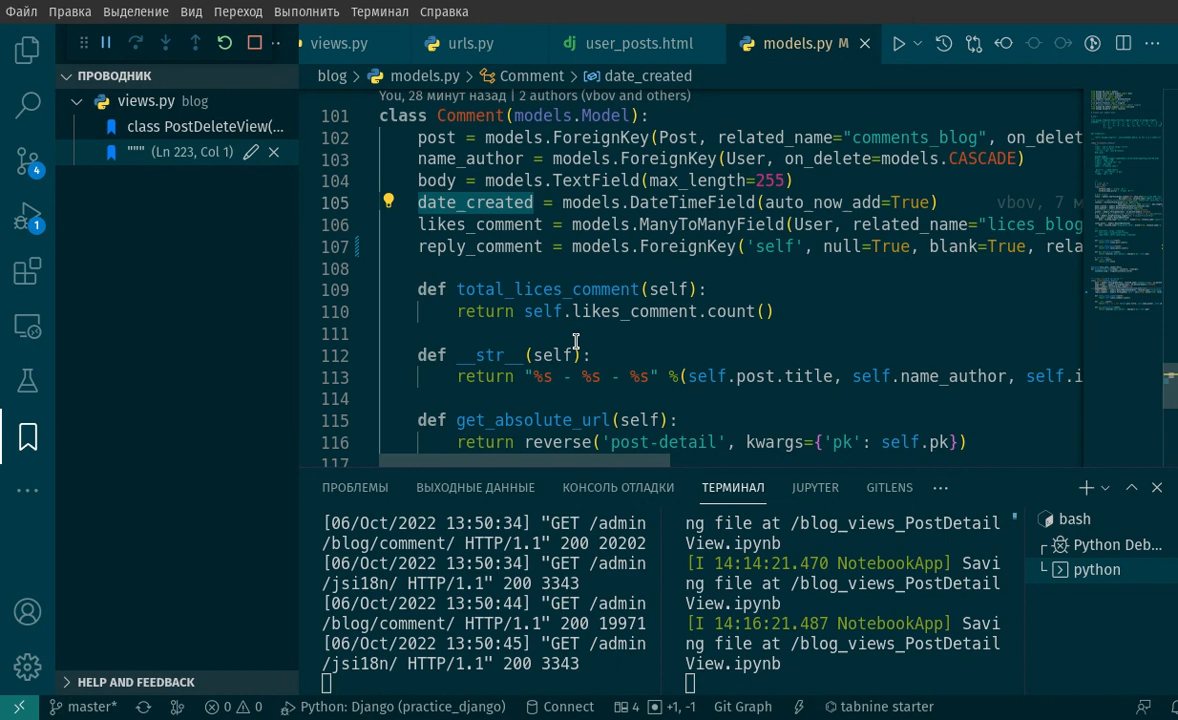 Файл Правка Выделение Вид Переход Выполнить Терминал Справка
views.py urls.py user_posts.html models.py M
ПРОВОДНИК
views.py blog
class PostDeleteView(...
""" (Ln 223, Col 1)
4
1
HELP AND FEEDBACK
blog > models.py > Comment > date_created
You, 28 минут назад | 2 authors (vbov and others)
101 class Comment(models.Model):
102 post = models.ForeignKey(Post, related_name="comments_blog", on_delet
103 name_author = models.ForeignKey(User, on_delete=models.CASCADE)
104 body = models.TextField(max_length=255)
105 date_created = models.DateTimeField(auto_now_add=True) vbov, 7 м
106 likes_comment = models.ManyToManyField(User, related_name="lices_blog
107 reply_comment = models.ForeignKey('self', null=True, blank=True, rela
108
109 def total_lices_comment(self):
110 return self.likes_comment.count()
111
112 def __str__(self):
113 return "%s - %s - %s" %(self.post.title, self.name_author, self.i
114
115 def get_absolute_url(self):
116 return reverse('post-detail', kwargs={'pk': self.pk})
117
ПРОБЛЕМЫ ВЫХОДНЫЕ ДАННЫЕ КОНСОЛЬ ОТЛАДКИ ТЕРМИНАЛ JUPYTER GITLENS
[06/Oct/2022 13:50:34] "GET /admin
/blog/comment/ HTTP/1.1" 200 20202
[06/Oct/2022 13:50:34] "GET /admin
/jsi18n/ HTTP/1.1" 200 3343
[06/Oct/2022 13:50:44] "GET /admin
/blog/comment/ HTTP/1.1" 200 19971
[06/Oct/2022 13:50:45] "GET /admin
/jsi18n/ HTTP/1.1" 200 3343
ng file at /blog_views_PostDetail
View.ipynb
[I 14:14:21.470 NotebookApp] Savi
ng file at /blog_views_PostDetail
View.ipynb
[I 14:16:21.487 NotebookApp] Savi
ng file at /blog_views_PostDetail
View.ipynb
bash
Python Deb...
python
master* 0 0 Python: Django (practice_django) Connect 4 +1, -1 Git Graph tabnine starter